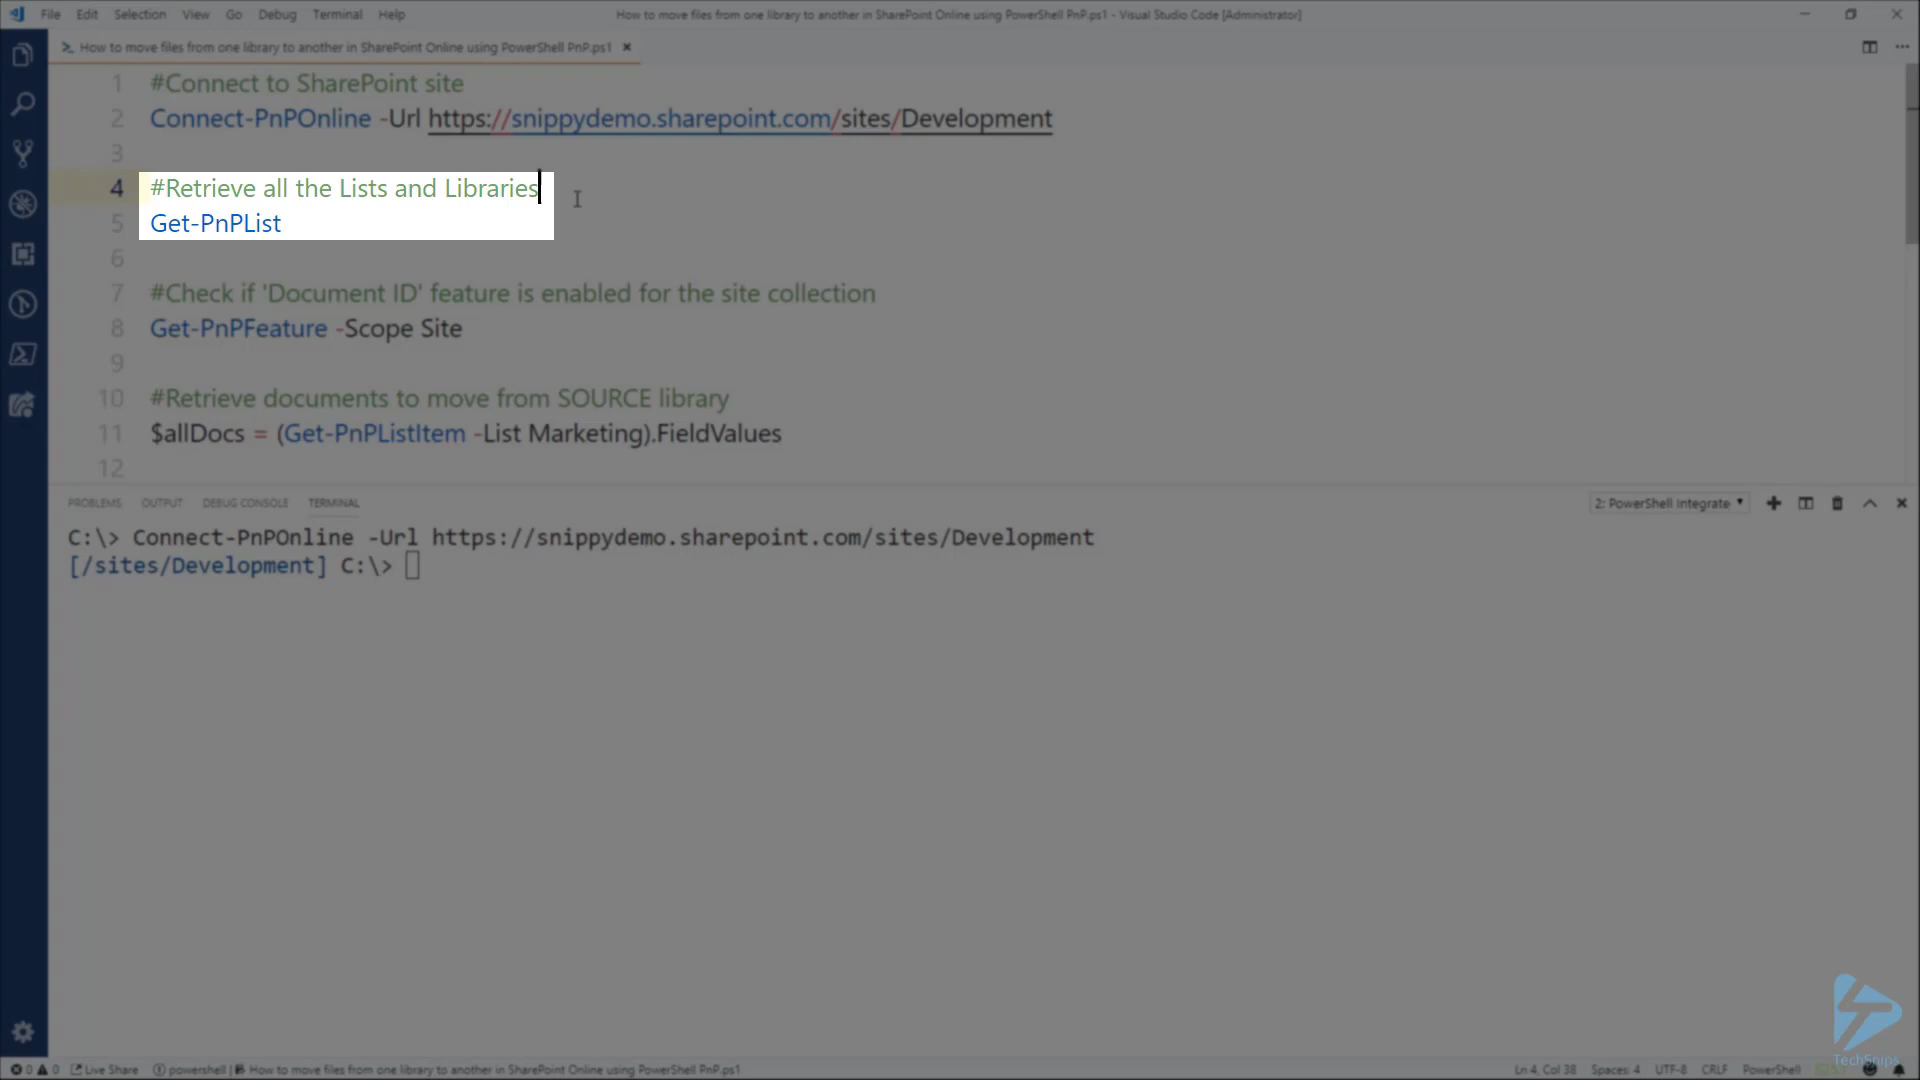 File Edit Selection View Go Debug Terminal Help
How to move files from one library to another in SharePoint Online using PowerShell PnP.ps1 - Visual Studio Code [Administrator]
How to move files from one library to another in SharePoint Online using PowerShell PnP.ps1
1 #Connect to SharePoint site
2 Connect-PnPOnline -Url https://snippydemo.sharepoint.com/sites/Development
3
4 #Retrieve all the Lists and Libraries
5 Get-PnPList
6
7 #Check if 'Document ID' feature is enabled for the site collection
8 Get-PnPFeature -Scope Site
9
10 #Retrieve documents to move from SOURCE library
11 $allDocs = (Get-PnPListItem -List Marketing).FieldValues
12
PROBLEMS OUTPUT DEBUG CONSOLE TERMINAL
2: PowerShell Integrate
C:\> Connect-PnPOnline -Url https://snippydemo.sharepoint.com/sites/Development
[/sites/Development] C:\>
TechSnips
0 0 Live Share powershell | How to move files from one library to another in SharePoint Online using PowerShell PnP.ps1
Ln 4, Col 38 Spaces: 4 UTF-8 CRLF PowerShell